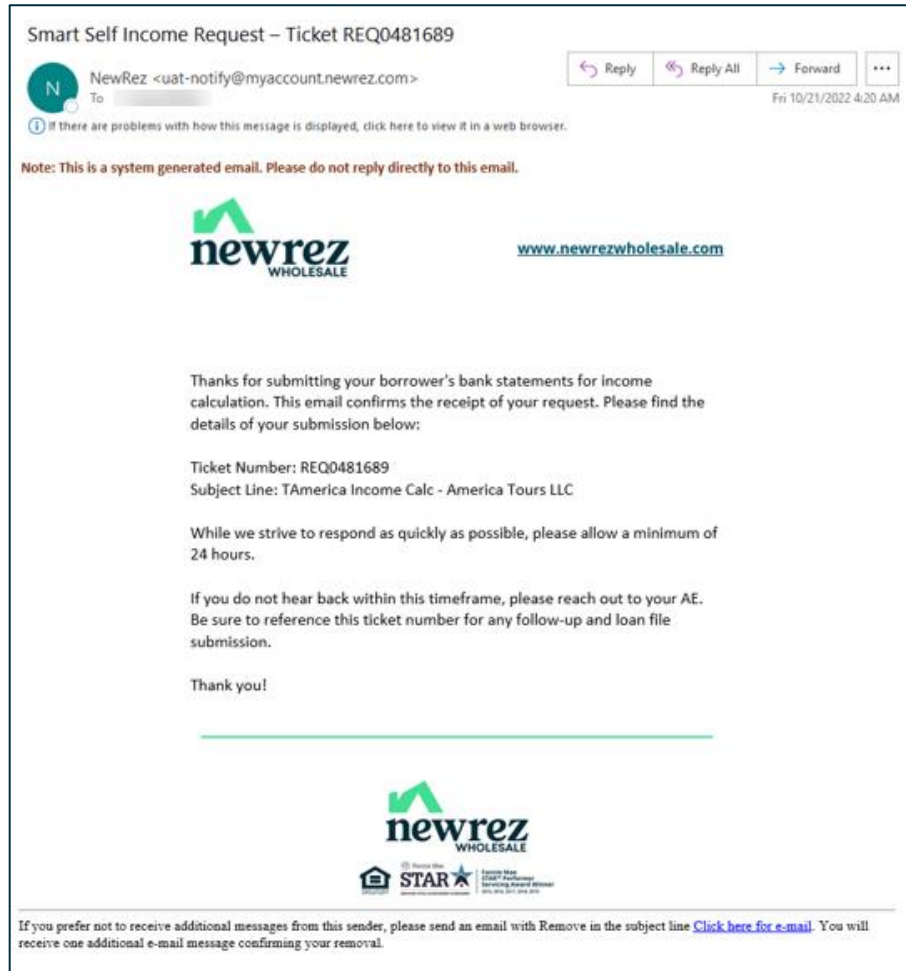 Smart Self Income Request – Ticket REQ0481689
N
NewRez <uat-notify@myaccount.newrez.com>
To
Reply
Reply All
Forward
Fri 10/21/2022 4:20 AM
If there are problems with how this message is displayed, click here to view it in a web browser.
Note: This is a system generated email. Please do not reply directly to this email.
newrez
WHOLESALE
www.newrezwholesale.com
Thanks for submitting your borrower's bank statements for income
calculation. This email confirms the receipt of your request. Please find the
details of your submission below:
Ticket Number: REQ0481689
Subject Line: TAmerica Income Calc - America Tours LLC
While we strive to respond as quickly as possible, please allow a minimum of
24 hours.
If you do not hear back within this timeframe, please reach out to your AE.
Be sure to reference this ticket number for any follow-up and loan file
submission.
Thank you!
newrez
WHOLESALE
Fannie Mae
STAR
Fannie Mae
STAR® Performer
Servicing Award Winner
If you prefer not to receive additional messages from this sender, please send an email with Remove in the subject line Click here for e-mail. You will
receive one additional e-mail message confirming your removal.